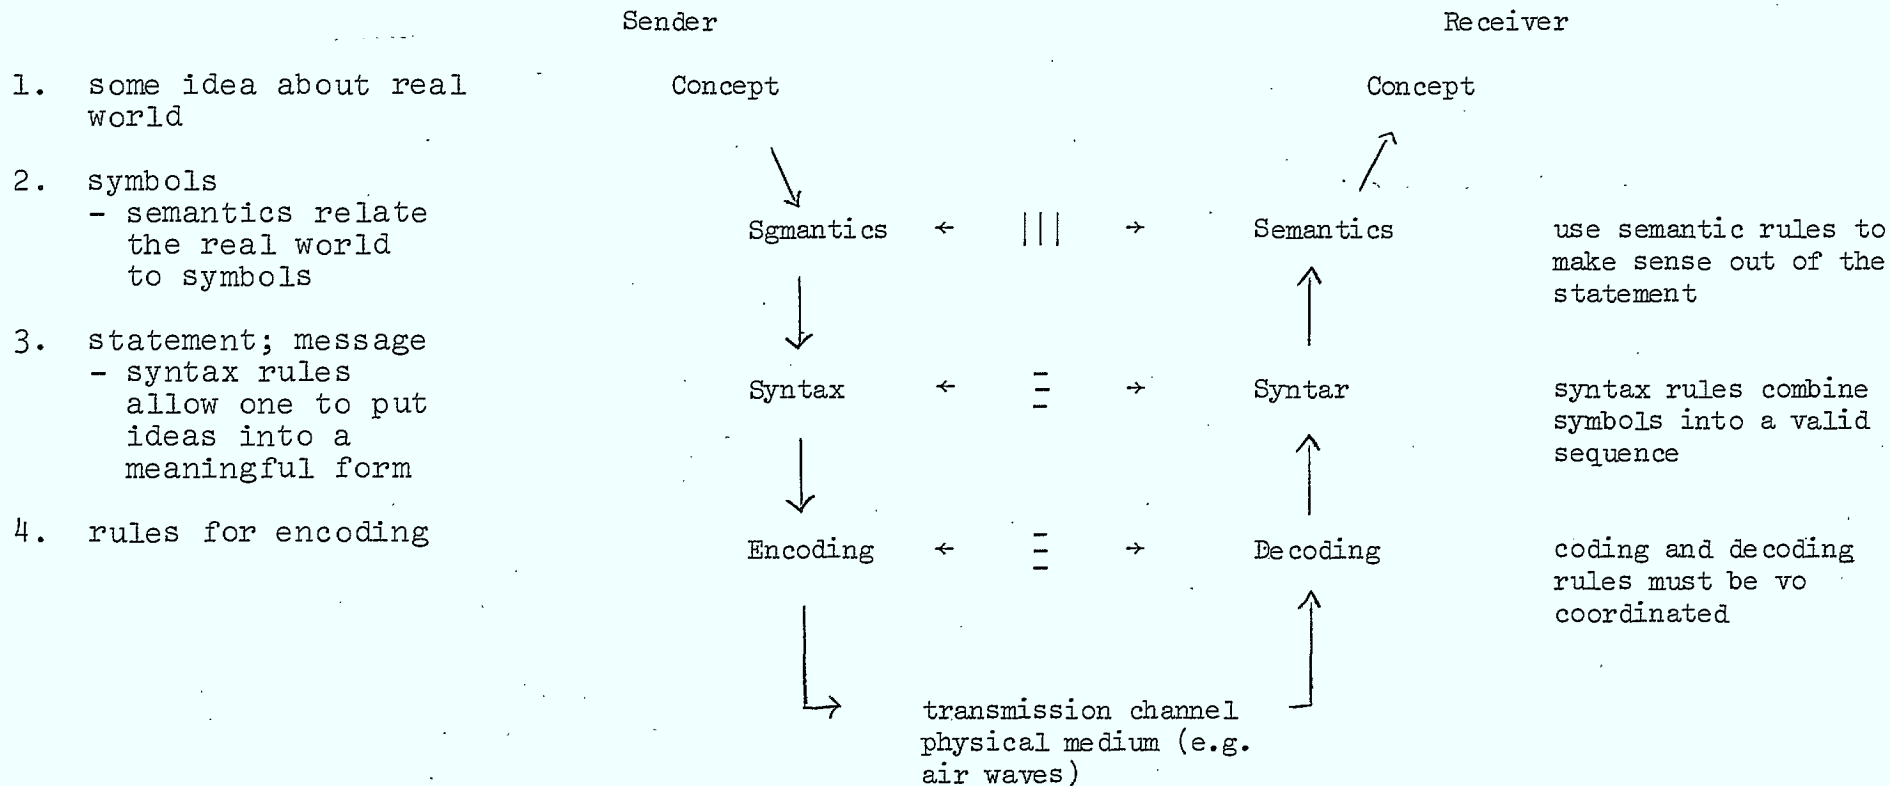 Sender
Receiver
1. some idea about real
world
Concept
Concept
2. symbols
- semantics relate
the real world
to symbols
Sgmantics ← ||| → Semantics
use semantic rules to
make sense out of the
statement
3. statement; message
- syntax rules
allow one to put
ideas into a
meaningful form
Syntax ← ≡ → Syntar
syntax rules combine
symbols into a valid
sequence
4. rules for encoding
Encoding ← ≡ → Decoding
coding and decoding
rules must be vo
coordinated
transmission channel
physical medium (e.g.
air waves)